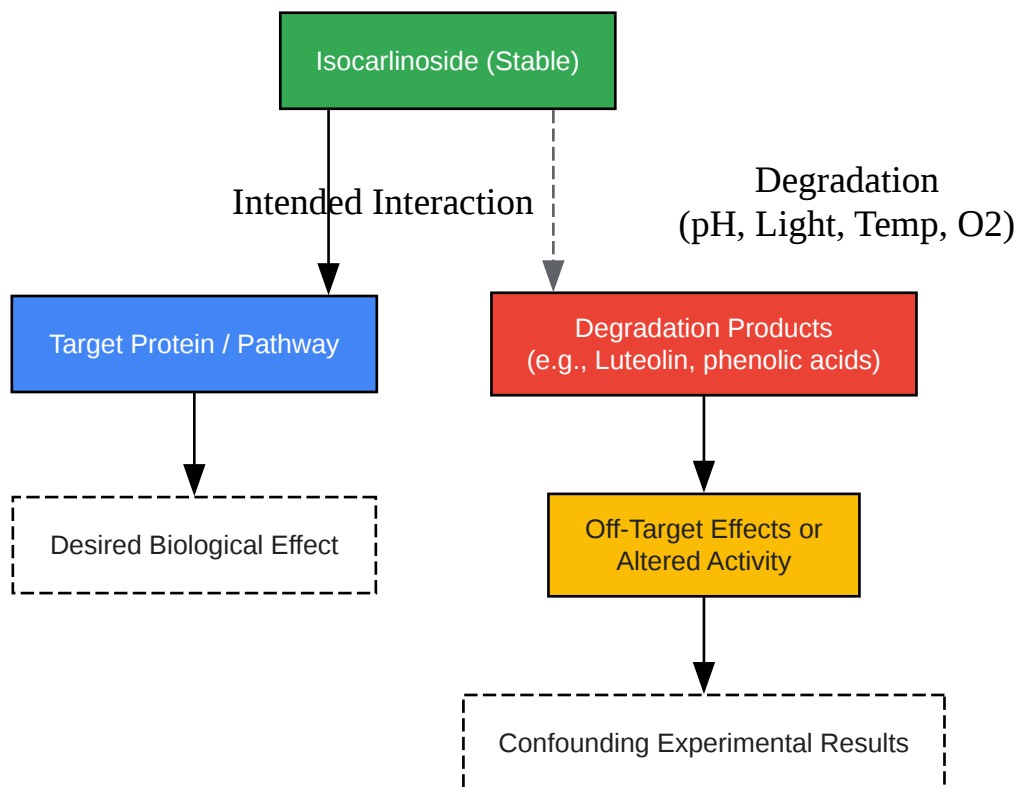 Isocarlinoside (Stable)
Intended Interaction
Degradation
(pH, Light, Temp, O2)
Target Protein / Pathway
Degradation Products
(e.g., Luteolin, phenolic acids)
Desired Biological Effect
Off-Target Effects or
Altered Activity
Confounding Experimental Results